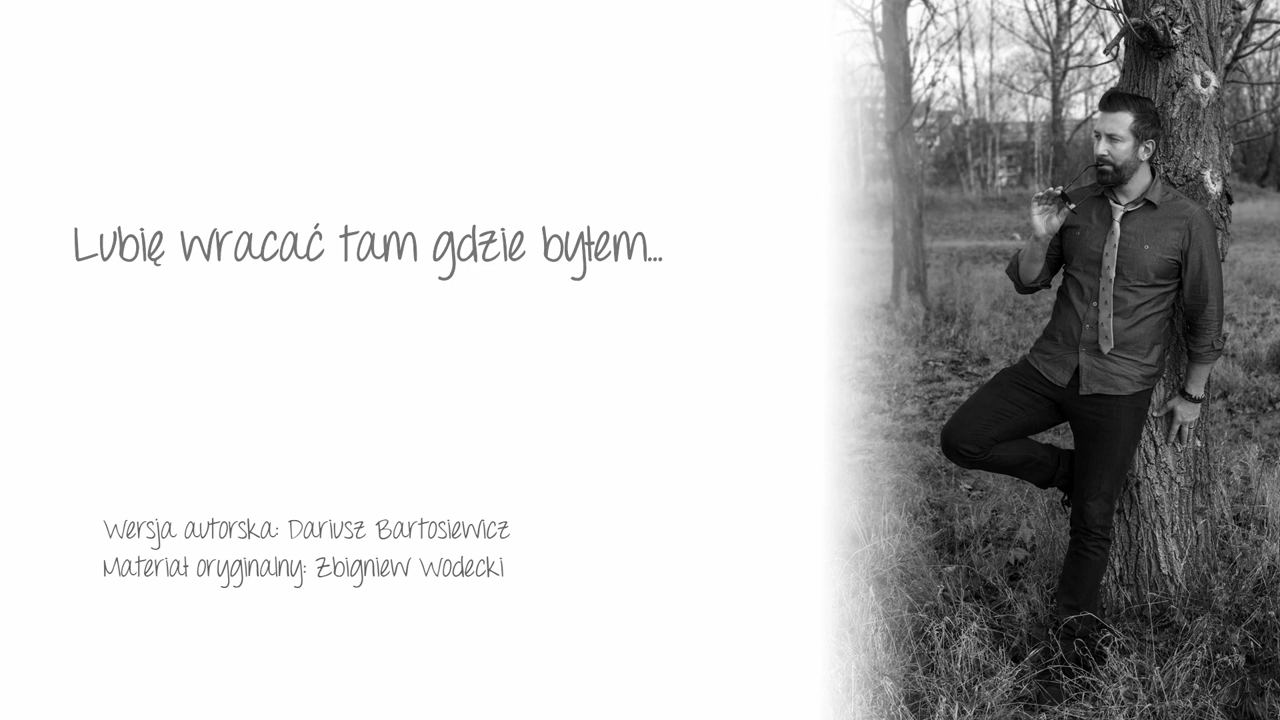 Lubię wracać tam gdzie byłem...
Wersja autorska: Dariusz Bartosiewicz
Materiał oryginalny: Zbigniew Wodecki